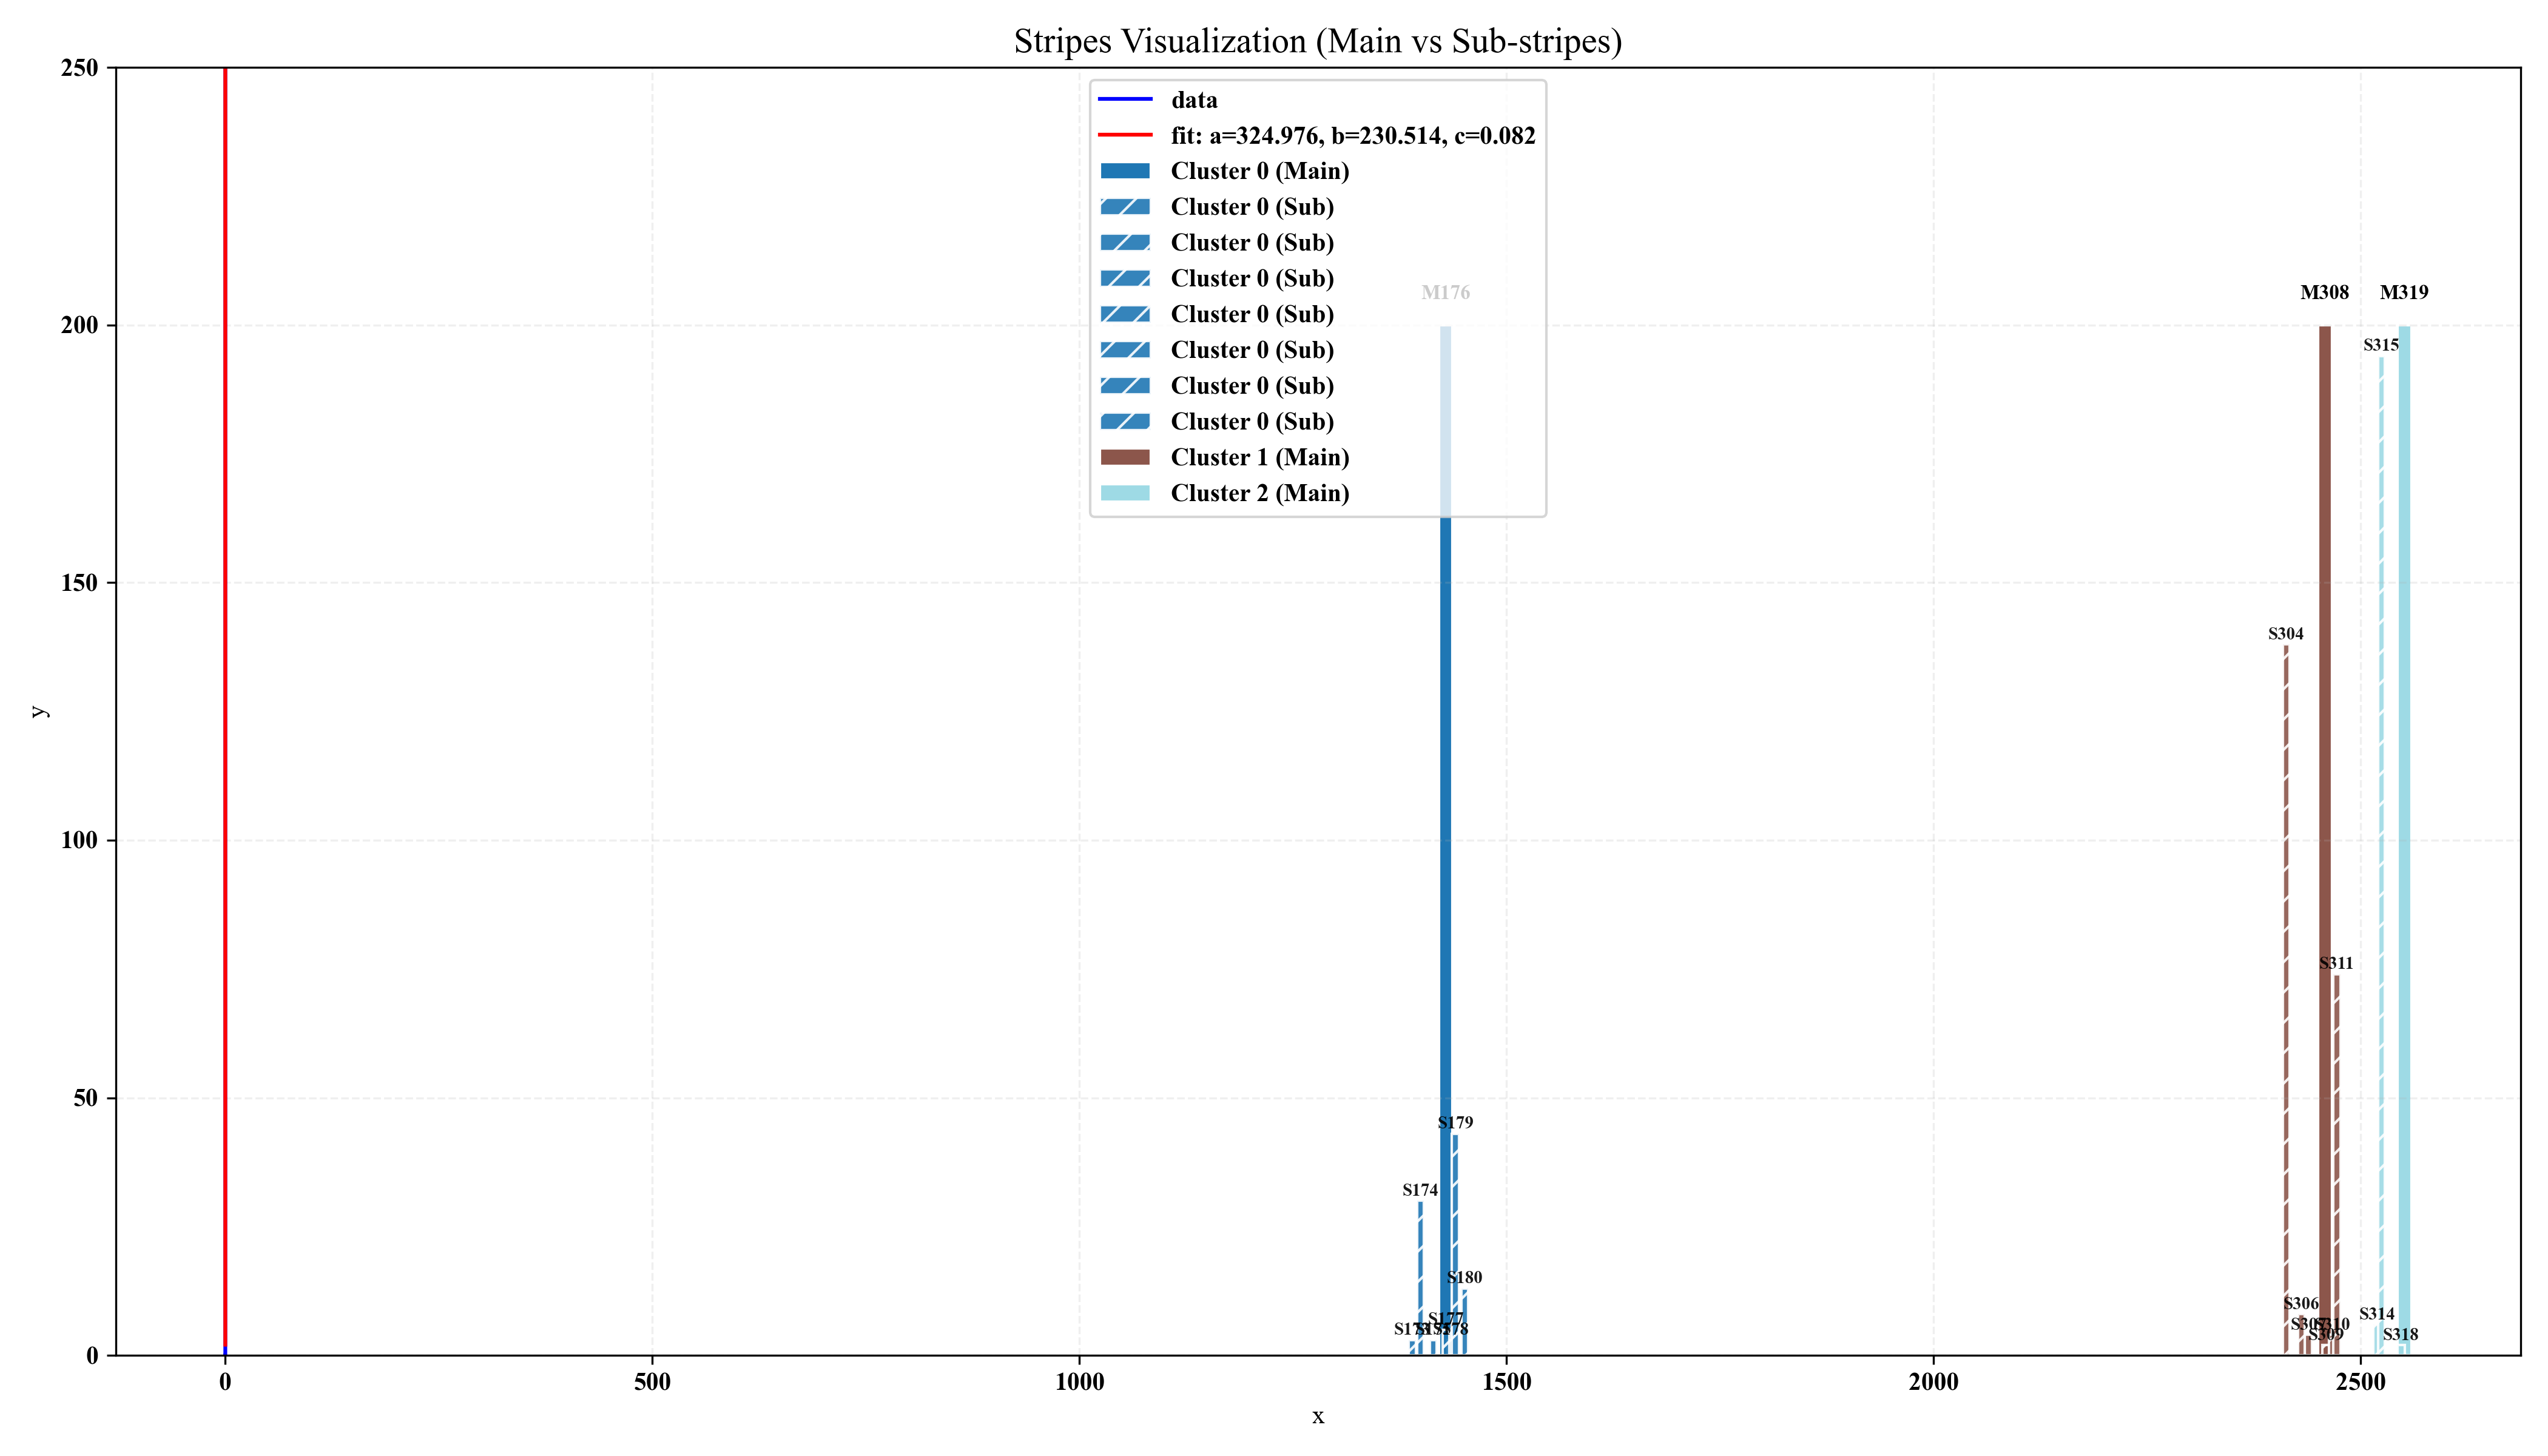 Stripes Visualization (Main vs Sub-stripes)
250
200
150
100
50
0
y
data
fit: a=324.976, b=230.514, c=0.082
Cluster 0 (Main)
Cluster 0 (Sub)
Cluster 0 (Sub)
Cluster 0 (Sub)
Cluster 0 (Sub)
Cluster 0 (Sub)
Cluster 0 (Sub)
Cluster 0 (Sub)
Cluster 1 (Main)
Cluster 2 (Main)
M176
M308
M319
S315
S304
S311
S179
S174
S180
S177
S306
S314
S310
S309
S318
0
500
1000
1500
2000
2500
x